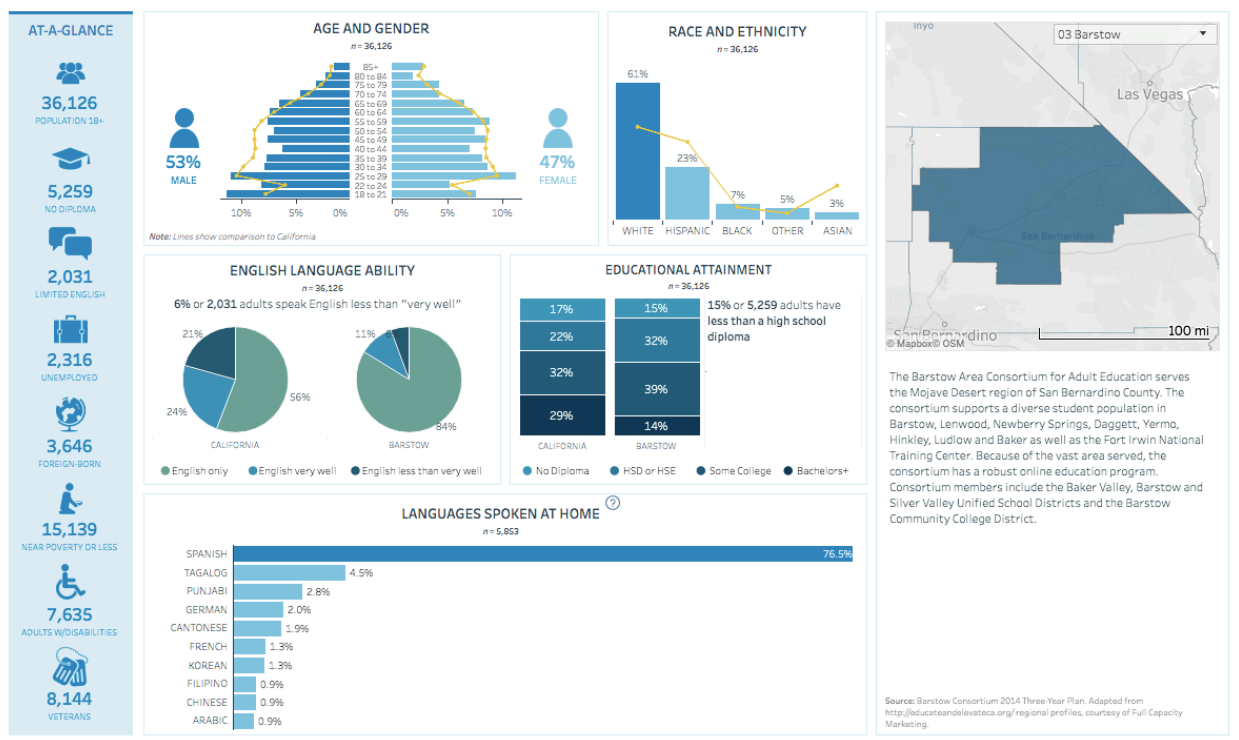 AT-A-GLANCE
36,126
POPULATION 18+
5,259
NO DIPLOMA
2,031
LIMITED ENGLISH
2,316
UNEMPLOYED
3,646
FOREIGN-BORN
15,139
NEAR POVERTY OR LESS
7,635
ADULTS W/DISABILITIES
8,144
VETERANS
AGE AND GENDER
n = 36,126
85+
80 to 84
75 to 79
70 to 74
65 to 69
60 to 64
55 to 59
50 to 54
45 to 49
40 to 44
35 to 39
30 to 34
25 to 29
22 to 24
18 to 21
53%
MALE
47%
FEMALE
10% 5% 0% 0% 5% 10%
Note: Lines show comparison to California
RACE AND ETHNICITY
n = 36,126
61%
23%
7%
5%
3%
WHITE HISPANIC BLACK OTHER ASIAN
ENGLISH LANGUAGE ABILITY
n = 36,126
6% or 2,031 adults speak English less than “very well”
21%
24%
56%
CALIFORNIA
11%
84%
BARSTOW
English only English very well English less than very well
EDUCATIONAL ATTAINMENT
n = 36,126
17% 15%
22% 32%
32% 39%
29% 14%
CALIFORNIA BARSTOW
15% or 5,259 adults have
less than a high school
diploma
No Diploma HSD or HSE Some College Bachelors+
LANGUAGES SPOKEN AT HOME ?
n = 5,853
SPANISH 76.5%
TAGALOG 4.5%
PUNJABI 2.8%
GERMAN 2.0%
CANTONESE 1.9%
FRENCH 1.3%
KOREAN 1.3%
FILIPINO 0.9%
CHINESE 0.9%
ARABIC 0.9%
Inyo
03 Barstow
Las Vegas
San Bernardino
San Bernardino
© Mapbox © OSM
100 mi
The Barstow Area Consortium for Adult Education serves
the Mojave Desert region of San Bernardino County. The
consortium supports a diverse student population in
Barstow, Lenwood, Newberry Springs, Daggett, Yermo,
Hinkley, Ludlow and Baker as well as the Fort Irwin National
Training Center. Because of the vast area served, the
consortium has a robust online education program.
Consortium members include the Baker Valley, Barstow and
Silver Valley Unified School Districts and the Barstow
Community College District.
Source: Barstow Consortium 2014 Three-Year Plan. Adapted from
http://educateandelevateca.org/ regional profiles, courtesy of Full Capacity
Marketing.